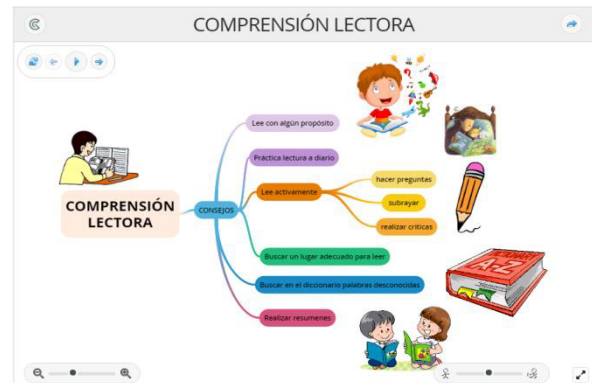 COMPRENSIÓN LECTORA
Lee con algún propósito
Práctica lectura a diario
Lee activamente
hacer preguntas
subrayar
realizar criticas
COMPRENSIÓN
LECTORA
CONSEJOS
Buscar un lugar adecuado para leer
Buscar en el diccionario palabras desconocidas
Realizar resumenes
A-Z